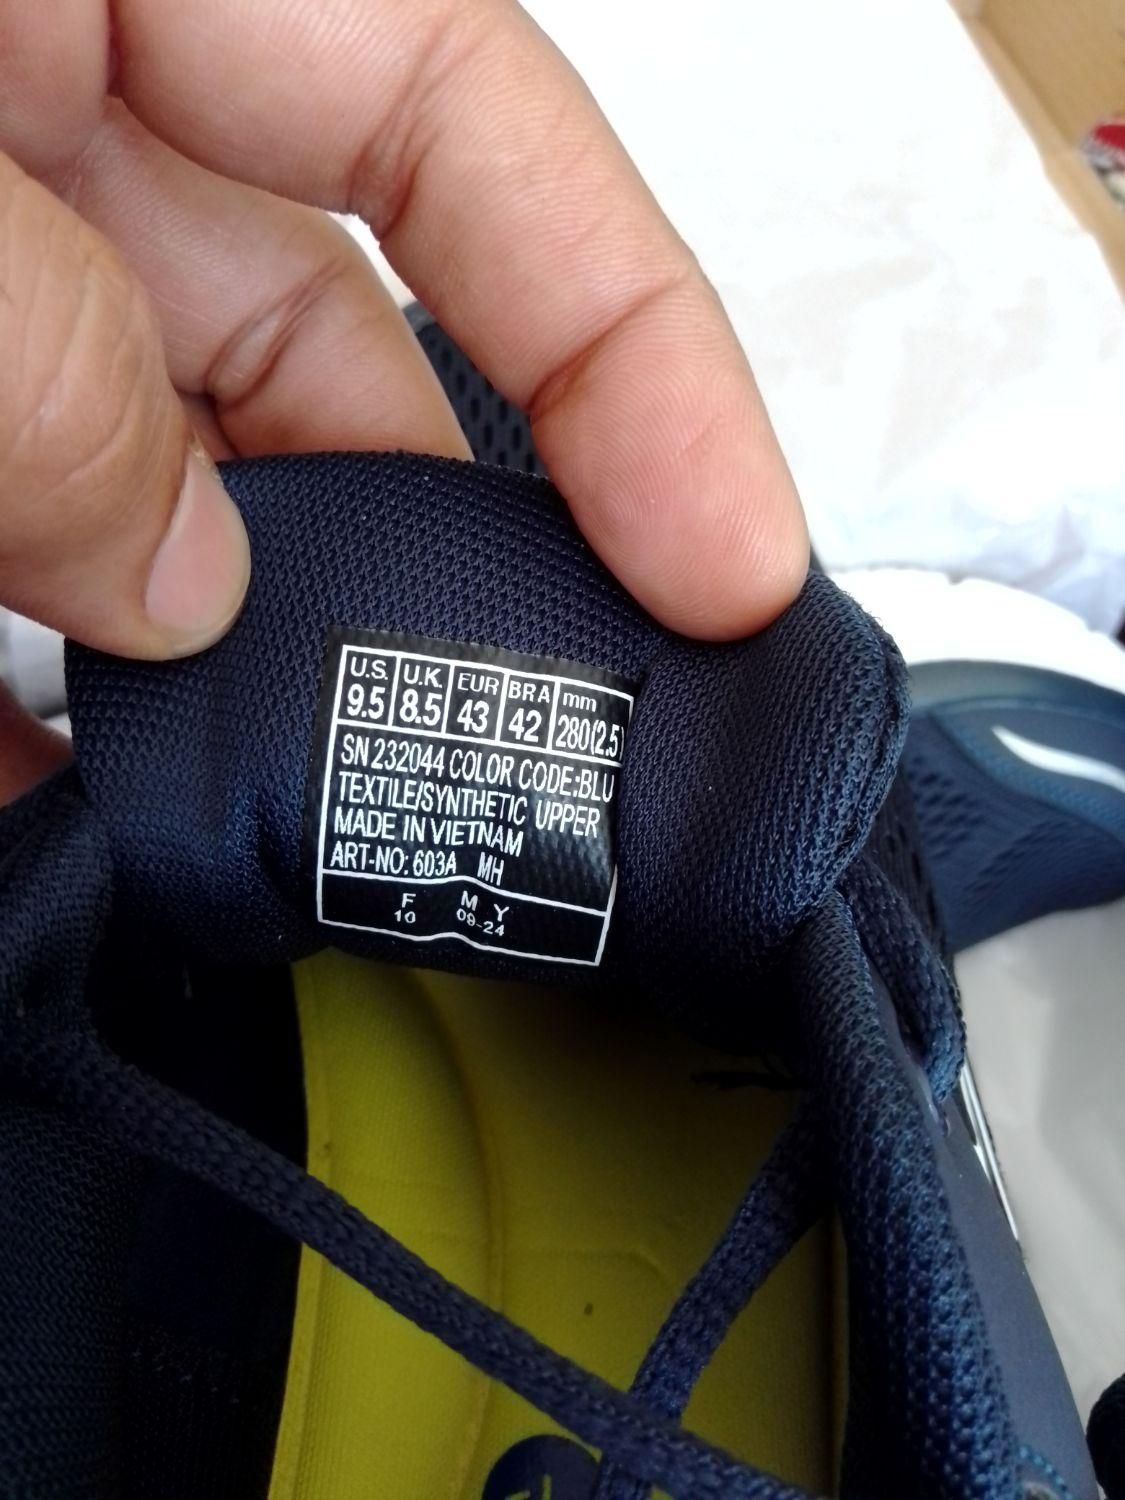 U.S. U.K. EUR BRA mm
9.5 8.5 43 42 280(2.5)
SN 232044 COLOR CODE:BLU
TEXTILE/SYNTHETIC UPPER
MADE IN VIETNAM
ART-NO: 603A MH
F M Y
10 09-24